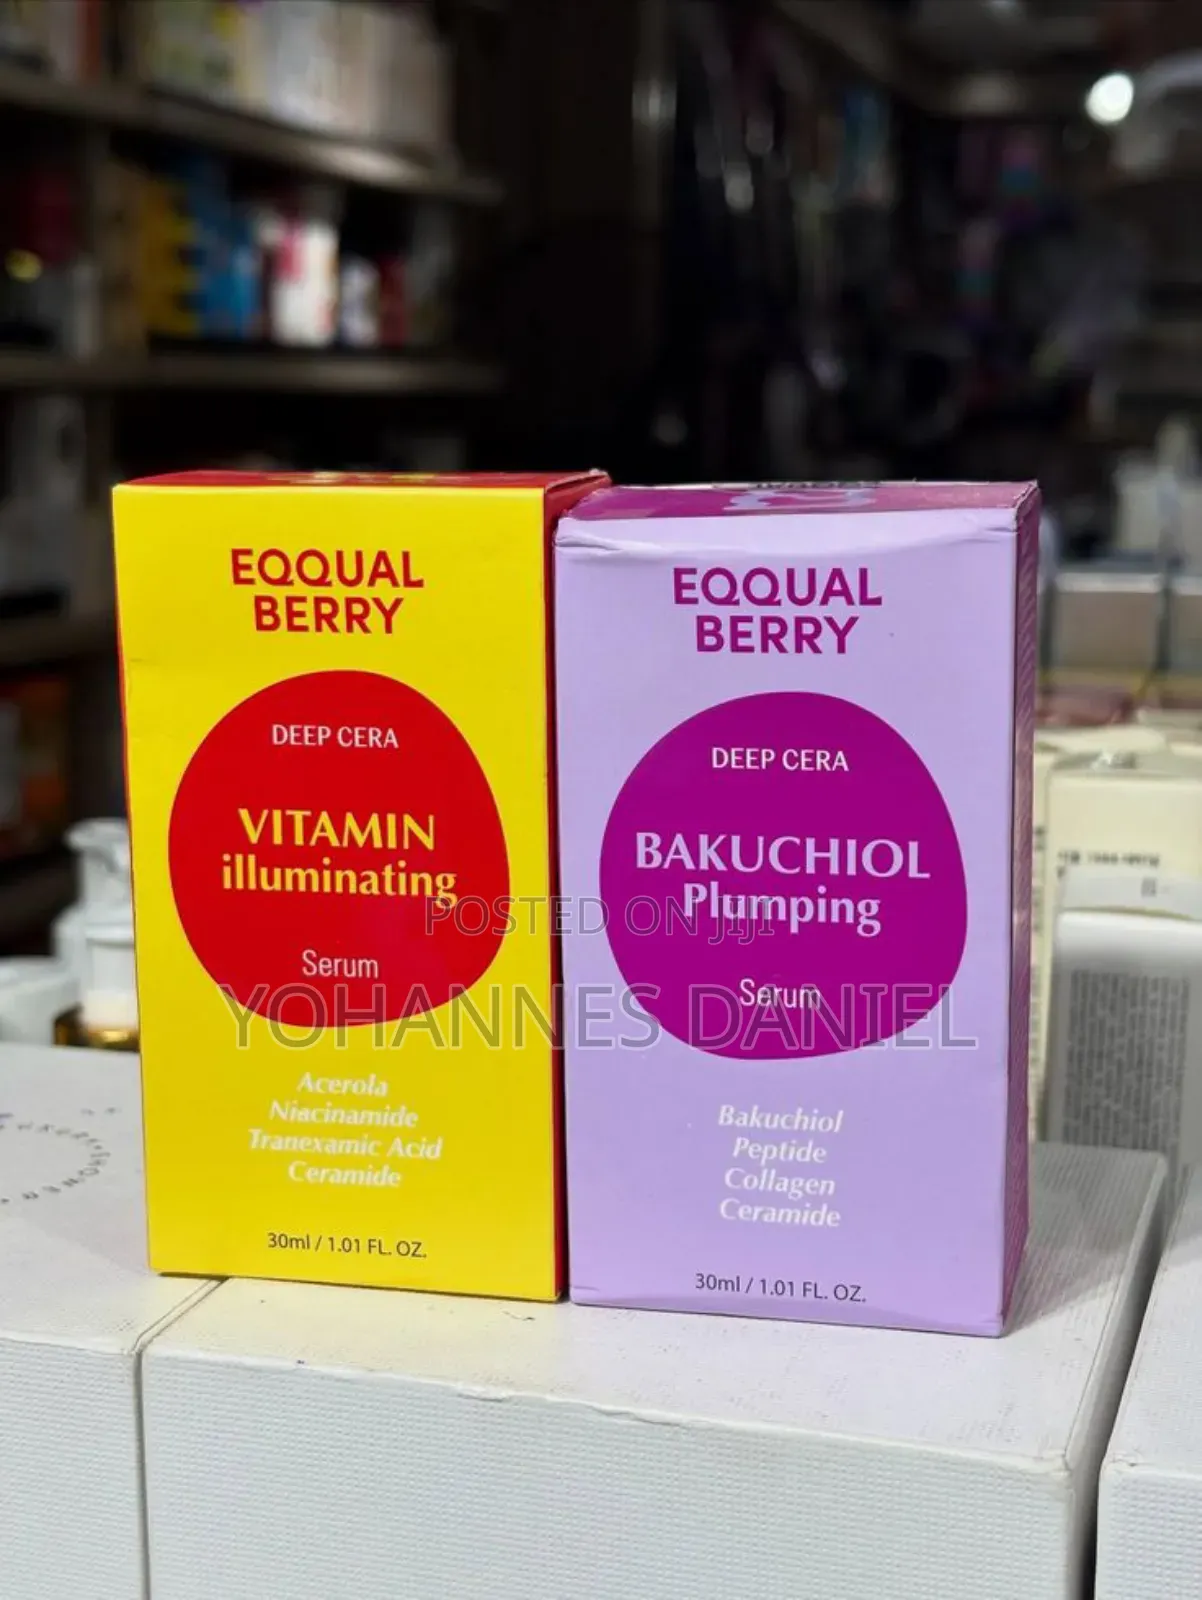 EQQUAL
BERRY
DEEP CERA
VITAMIN
illuminating
Serum
Acerola
Niacinamide
Tranexamic Acid
Ceramide
30ml / 1.01 FL. OZ.
EQQUAL
BERRY
DEEP CERA
BAKUCHIOL
Plumping
Serum
Bakuchiol
Peptide
Collagen
Ceramide
30ml / 1.01 FL. OZ.
POSTED ON JIJI
YOHANNES DANIEL